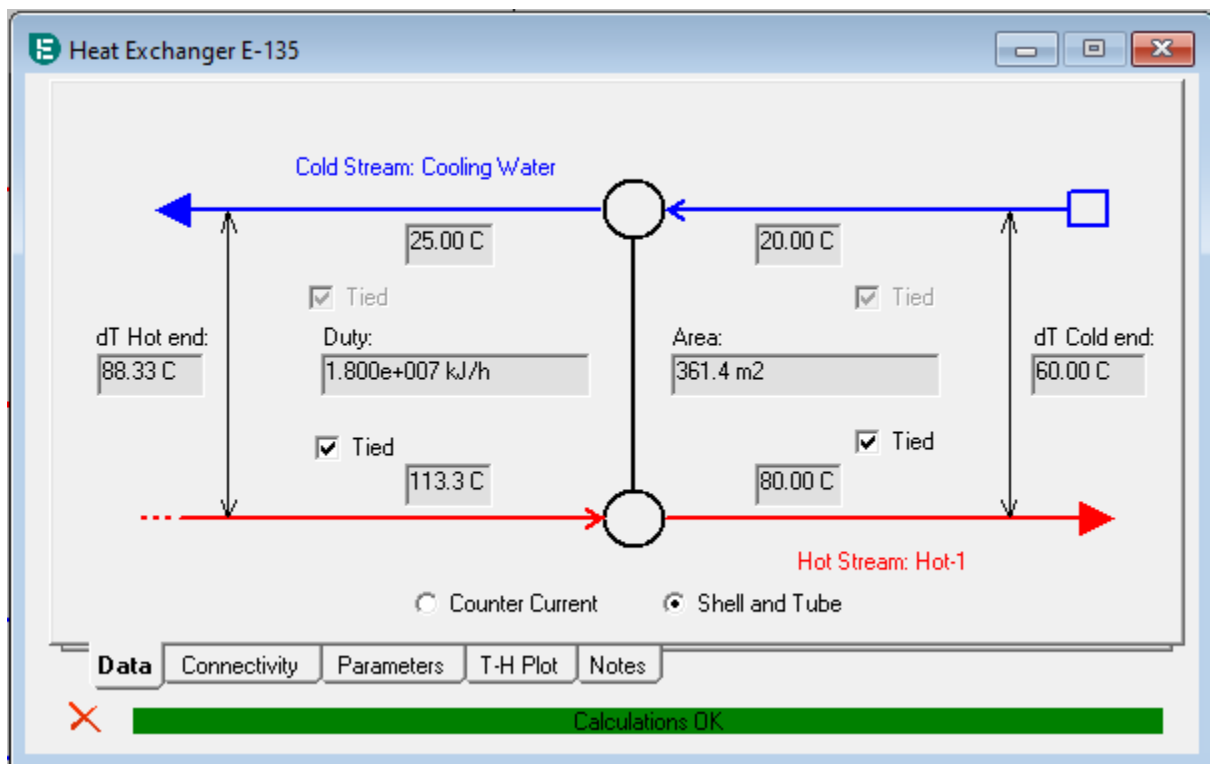 Heat Exchanger E-135
Cold Stream: Cooling Water
25.00 C
20.00 C
Tied
Tied
dT Hot end:
Duty:
Area:
dT Cold end:
88.33 C
1.800e+007 kJ/h
361.4 m2
60.00 C
Tied
Tied
113.3 C
80.00 C
Hot Stream: Hot-1
Counter Current
Shell and Tube
Data
Connectivity
Parameters
T-H Plot
Notes
Calculations OK